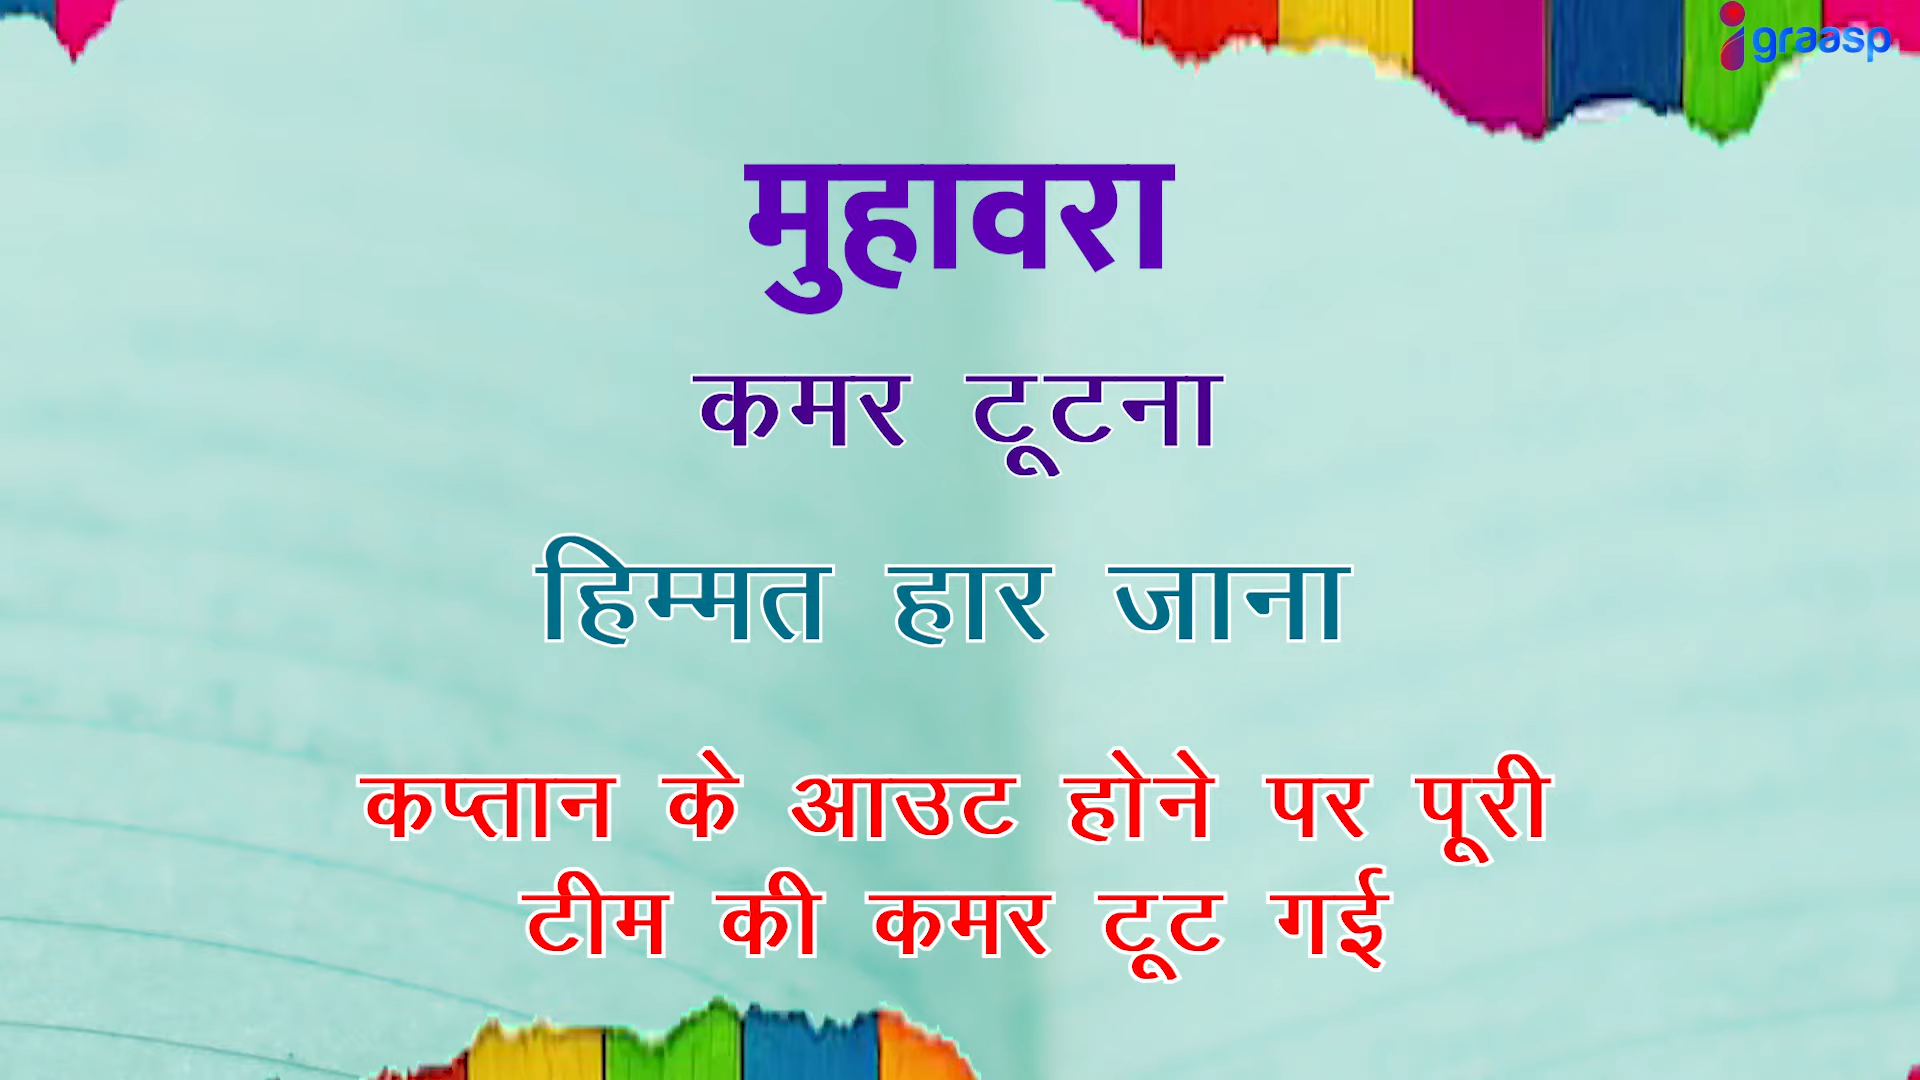 igraasp
मुहावरा
कमर टूटना
हिम्मत हार जाना
कप्तान के आउट होने पर पूरी
टीम की कमर टूट गई